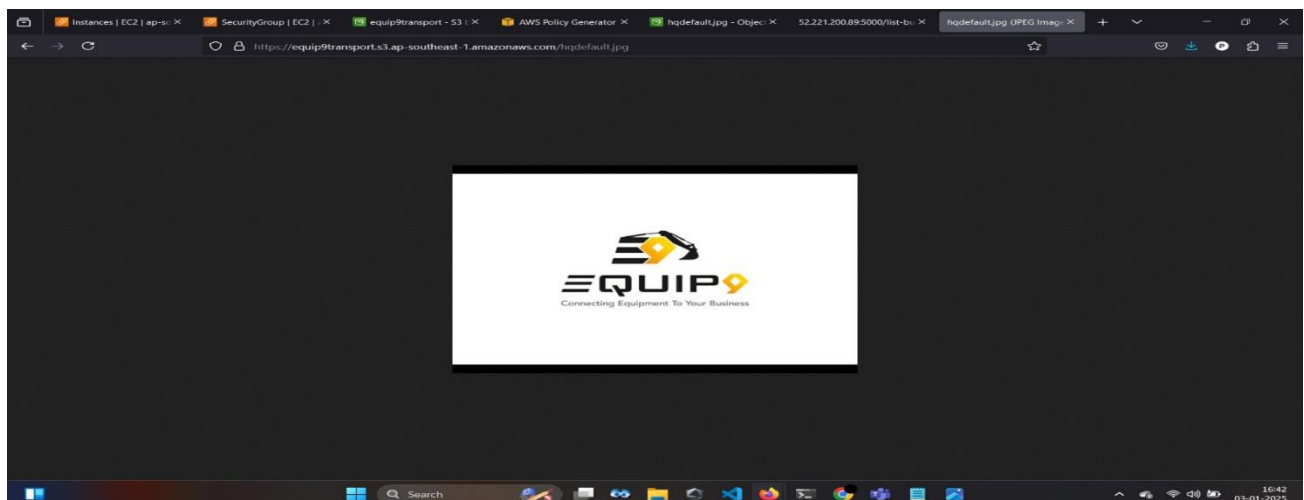 Instances | EC2 | ap-so
SecurityGroup | EC2 |
equip9transport - S3
AWS Policy Generator
hqdefault.jpg - Object
52.221.200.89:5000/list-bu
hqdefault.jpg (JPEG Image
https://equip9transport.s3.ap-southeast-1.amazonaws.com/hqdefault.jpg
E9
EQUIP9
Connecting Equipment To Your Business
Search
16:42
03-01-2025